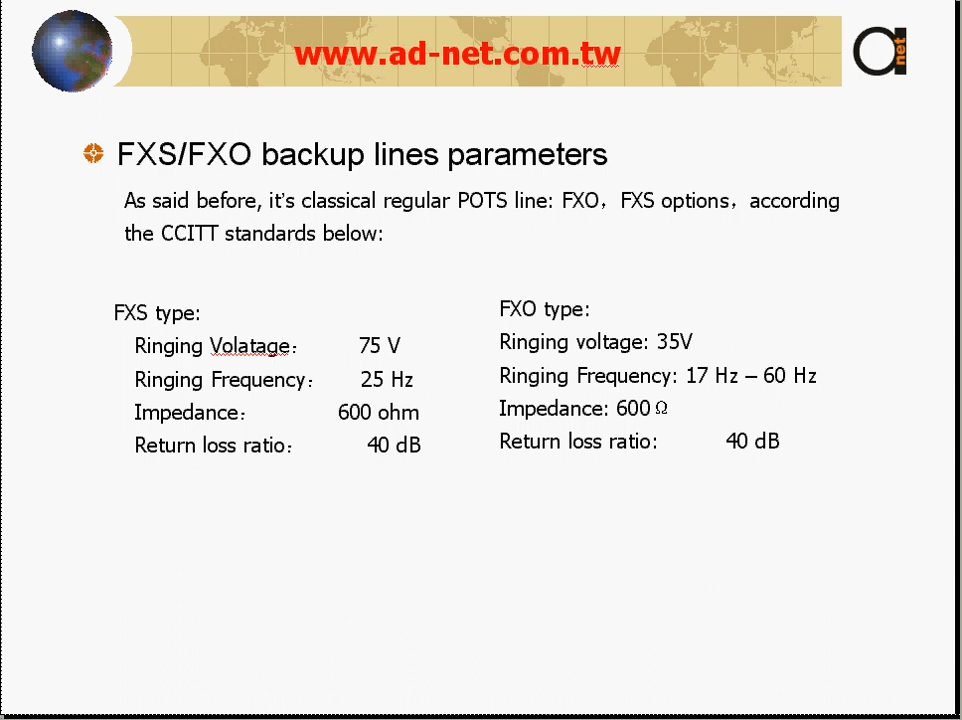 www.ad-net.com.tw
a net
FXS/FXO backup lines parameters
As said before, it’s classical regular POTS line: FXO，FXS options，according
the CCITT standards below:
FXS type:
Ringing Volatage： 75 V
Ringing Frequency： 25 Hz
Impedance： 600 ohm
Return loss ratio： 40 dB
FXO type:
Ringing voltage: 35V
Ringing Frequency: 17 Hz – 60 Hz
Impedance: 600Ω
Return loss ratio: 40 dB